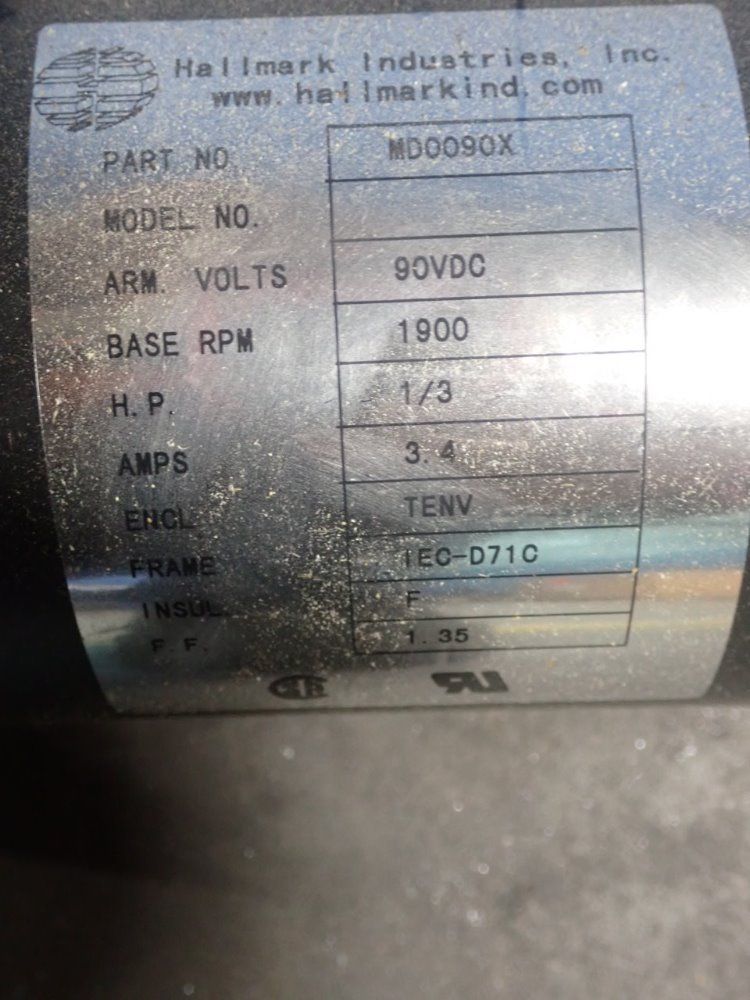 Hallmark Industries, Inc.
www.hallmarkind.com
PART NO. MD0090X
MODEL NO.
ARM. VOLTS 90VDC
BASE RPM 1900
H.P. 1/3
AMPS 3.4
ENCL. TENV
FRAME IEC-D71C
INSUL. F
F.F. 1.35